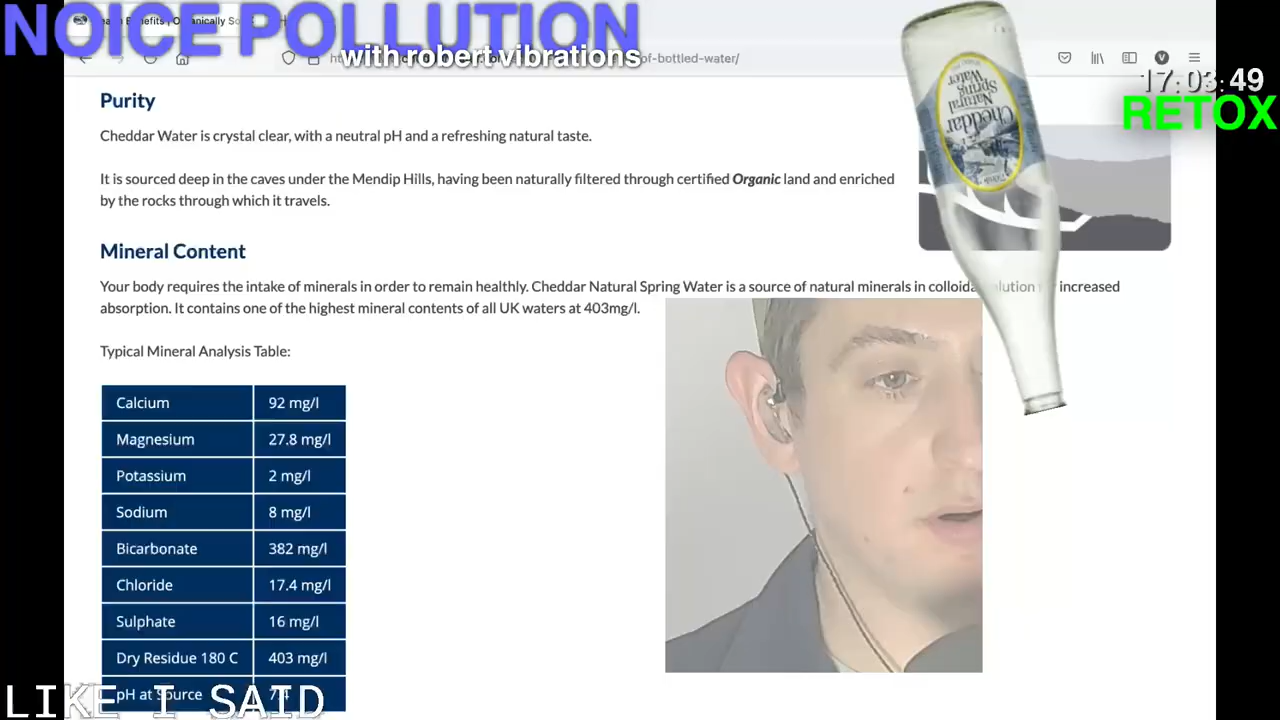 NOICE POLLUTION
with robert vibrations
of-bottled-water/
17:03:49
RETOX
Cheddar
Natural
Spring
Water
Purity
Cheddar Water is crystal clear, with a neutral pH and a refreshing natural taste.
It is sourced deep in the caves under the Mendip Hills, having been naturally filtered through certified Organic land and enriched
by the rocks through which it travels.
Mineral Content
Your body requires the intake of minerals in order to remain healthly. Cheddar Natural Spring Water is a source of natural minerals in increased
absorption. It contains one of the highest mineral contents of all UK waters at 403mg/l.
Typical Mineral Analysis Table:
Calcium 92 mg/l
Magnesium 27.8 mg/l
Potassium 2 mg/l
Sodium 8 mg/l
Bicarbonate 382 mg/l
Chloride 17.4 mg/l
Sulphate 16 mg/l
Dry Residue 180 C 403 mg/l
pH at Source
LIKE I SAID